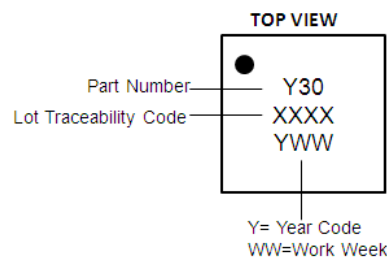 TOP VIEW
Part Number
Y30
Lot Traceability Code
XXXX
YWW
Y= Year Code
WW=Work Week